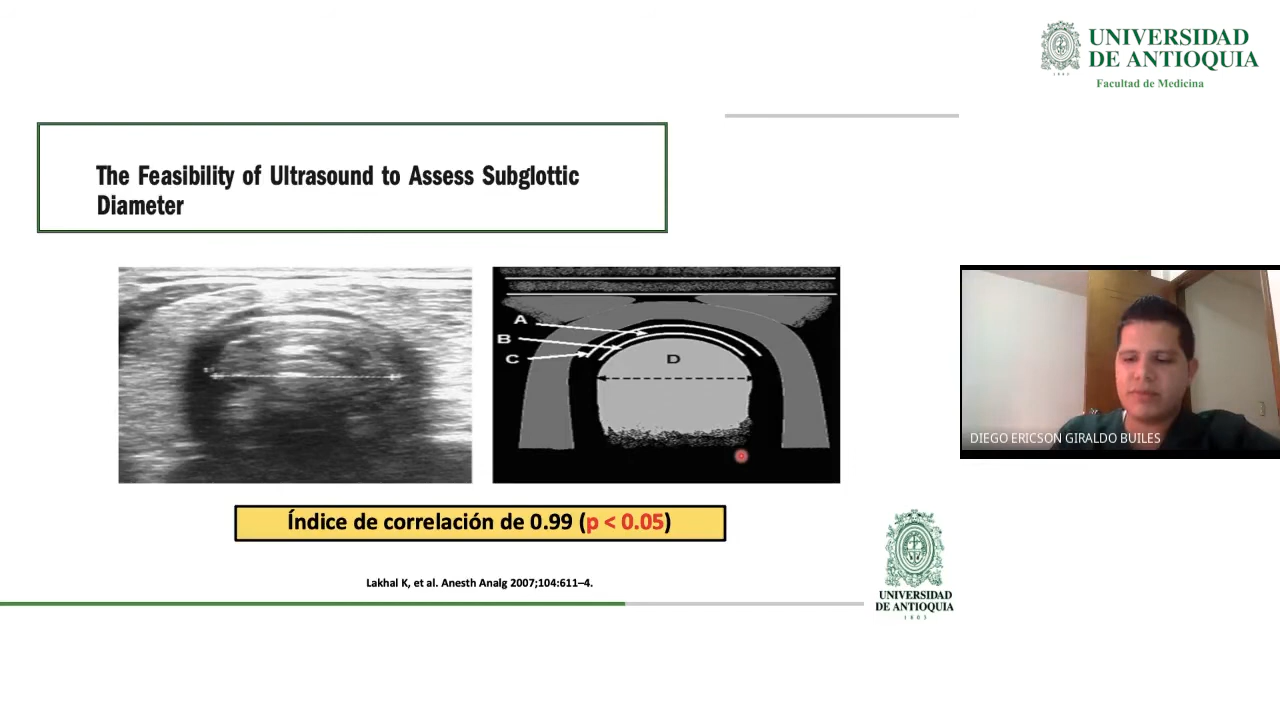 UNIVERSIDAD
DE ANTIOQUIA
1803
Facultad de Medicina
The Feasibility of Ultrasound to Assess Subglottic
Diameter
A
B
C
D
DIEGO ERICSON GIRALDO BUILES
Índice de correlación de 0.99 (p < 0.05)
Lakhal K, et al. Anesth Analg 2007;104:611–4.
UNIVERSIDAD
DE ANTIOQUIA
1803